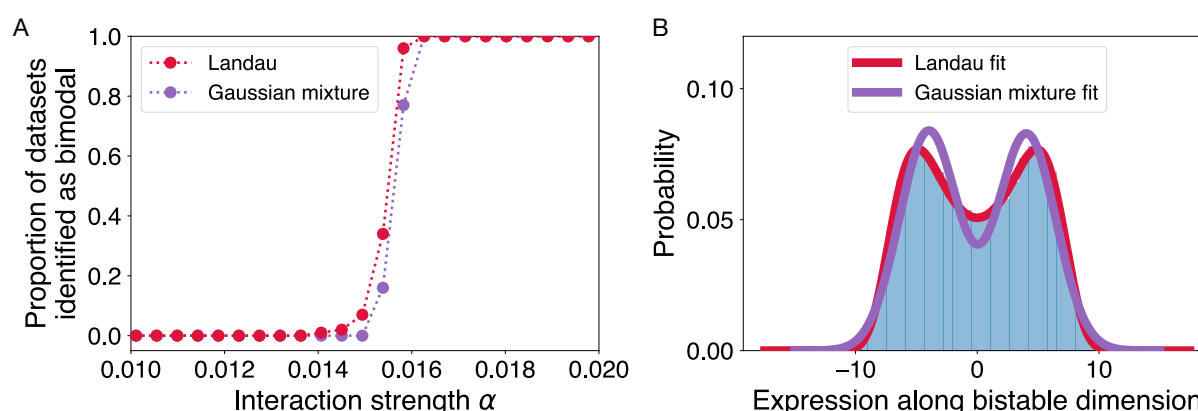 A
Proportion of datasets
identified as bimodal
1.0
0.8
0.6
0.4
0.2
0.0
Landau
Gaussian mixture
0.010
0.012
0.014
0.016
0.018
0.020
Interaction strength α
B
Probability
0.10
0.05
0.00
Landau fit
Gaussian mixture fit
−10
0
10
Expression along bistable dimension